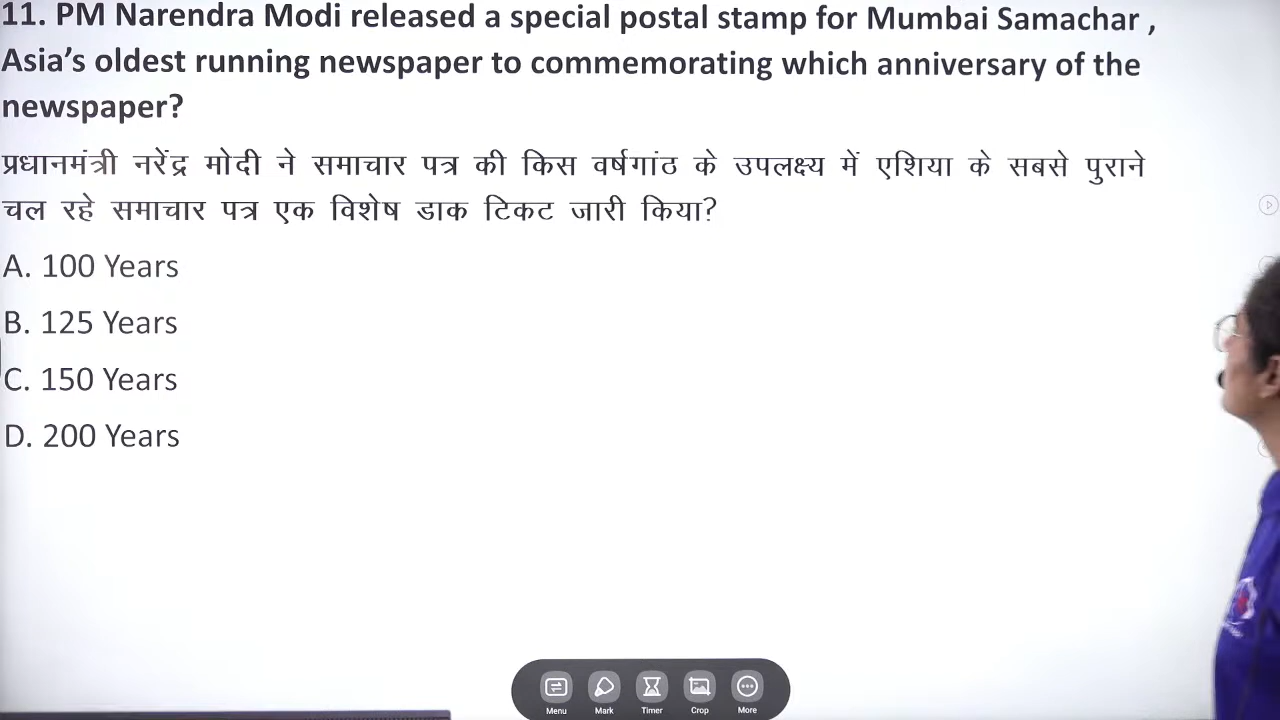 11. PM Narendra Modi released a special postal stamp for Mumbai Samachar ,
Asia’s oldest running newspaper to commemorating which anniversary of the
newspaper?
प्रधानमंत्री नरेंद्र मोदी ने समाचार पत्र की किस वर्षगांठ के उपलक्ष्य में एशिया के सबसे पुराने
चल रहे समाचार पत्र एक विशेष डाक टिकट जारी किया?
A. 100 Years
B. 125 Years
C. 150 Years
D. 200 Years
Menu Mark Timer Crop More